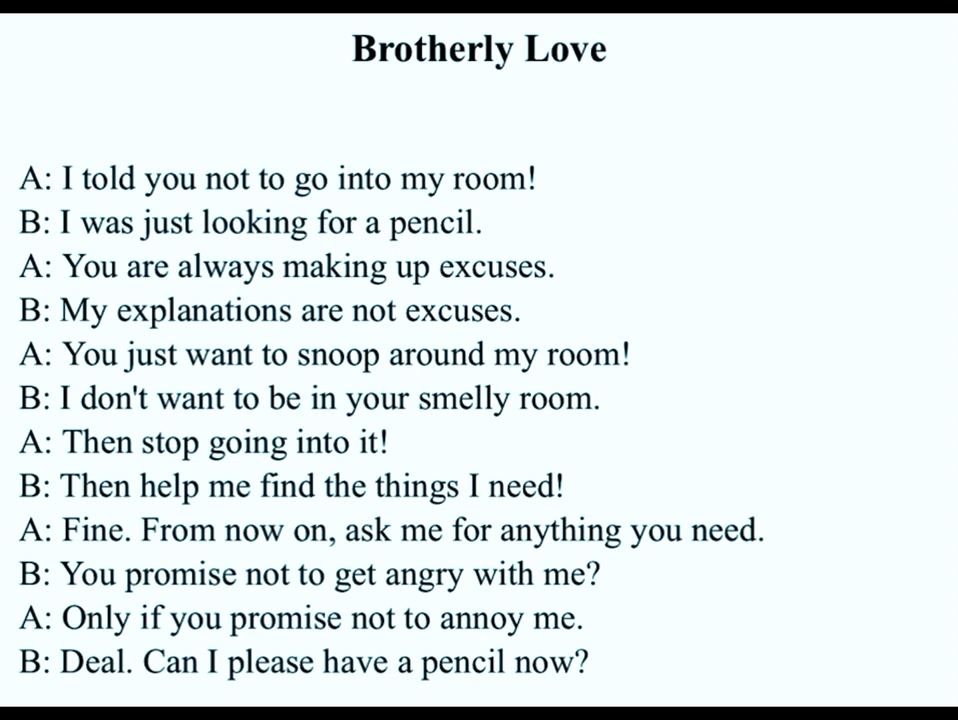 Brotherly Love
A: I told you not to go into my room!
B: I was just looking for a pencil.
A: You are always making up excuses.
B: My explanations are not excuses.
A: You just want to snoop around my room!
B: I don't want to be in your smelly room.
A: Then stop going into it!
B: Then help me find the things I need!
A: Fine. From now on, ask me for anything you need.
B: You promise not to get angry with me?
A: Only if you promise not to annoy me.
B: Deal. Can I please have a pencil now?